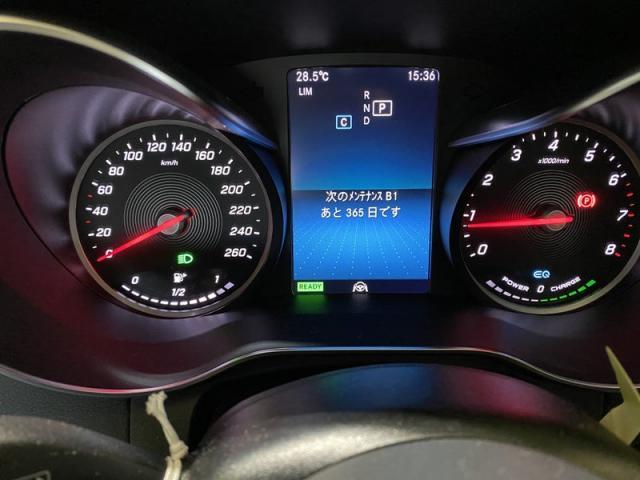 28.5℃ 15:36
LIM
R
N P
C D
次のメンテナンス B1
あと 365 日です
READY
0 20 40 60 80 100 120 140 160 180 200 220 240 260
km/h
0 1/2 1
0 1 2 3 4 5 6 7 8
x1000/min
P
EQ
POWER 0 CHARGE